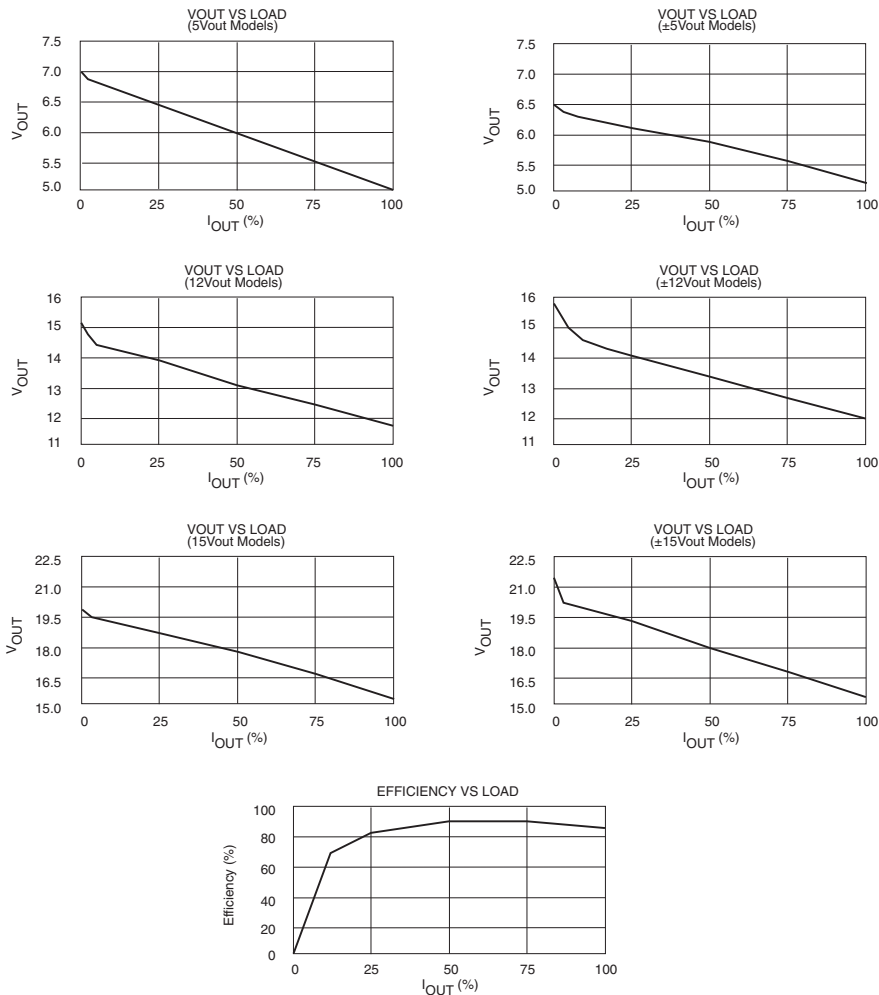 VOUT VS LOAD
(5Vout Models)
7.5
7.0
6.5
6.0
5.5
5.0
VOUT
0 25 50 75 100
IOUT (%)
VOUT VS LOAD
(±5Vout Models)
7.5
7.0
6.5
6.0
5.5
5.0
VOUT
0 25 50 75 100
IOUT (%)
VOUT VS LOAD
(12Vout Models)
16
15
14
13
12
11
VOUT
0 25 50 75 100
IOUT (%)
VOUT VS LOAD
(±12Vout Models)
16
15
14
13
12
11
VOUT
0 25 50 75 100
IOUT (%)
VOUT VS LOAD
(15Vout Models)
22.5
21.0
19.5
18.0
16.5
15.0
VOUT
0 25 50 75 100
IOUT (%)
VOUT VS LOAD
(±15Vout Models)
22.5
21.0
19.5
18.0
16.5
15.0
VOUT
0 25 50 75 100
IOUT (%)
EFFICIENCY VS LOAD
100
80
60
40
20
0
Efficiency (%)
0 25 50 75 100
IOUT (%)